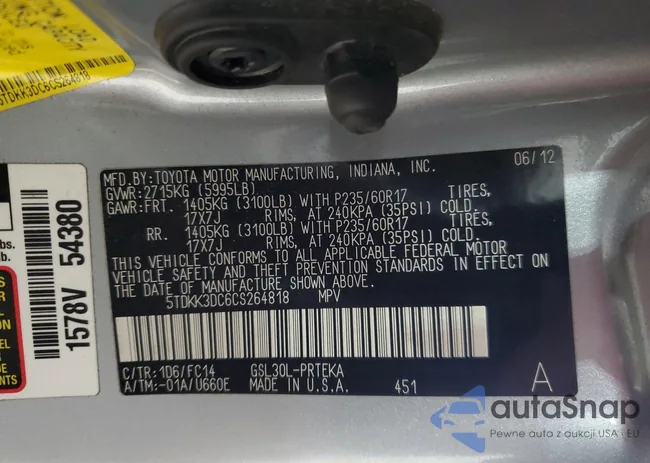 5TDKK3DC6CS264818
1578V 54380
lbs.
lb.
MFD.BY:TOYOTA MOTOR MANUFACTURING, INDIANA, INC. 06/12
GVWR: 2715KG (5995LB)
GAWR:FRT. 1405KG (3100LB) WITH P235/60R17 TIRES,
17X7J RIMS, AT 240KPA (35PSI) COLD.
RR. 1405KG (3100LB) WITH P235/60R17 TIRES,
17X7J RIMS, AT 240KPA (35PSI) COLD.
THIS VEHICLE CONFORMS TO ALL APPLICABLE FEDERAL MOTOR
VEHICLE SAFETY THEFT PREVENTION STANDARDS IN EFFECT ON
THE DATE OF MANUFACTURE SHOWN ABOVE.
5TDKK3DC6CS264818 MPV
C/TR:1D6/FC14 GSL30L-PRTEKA
A/TM:-01A/U660E MADE IN U.S.A. 451 A
autaSnap
Pewne auta z aukcji USA i EU